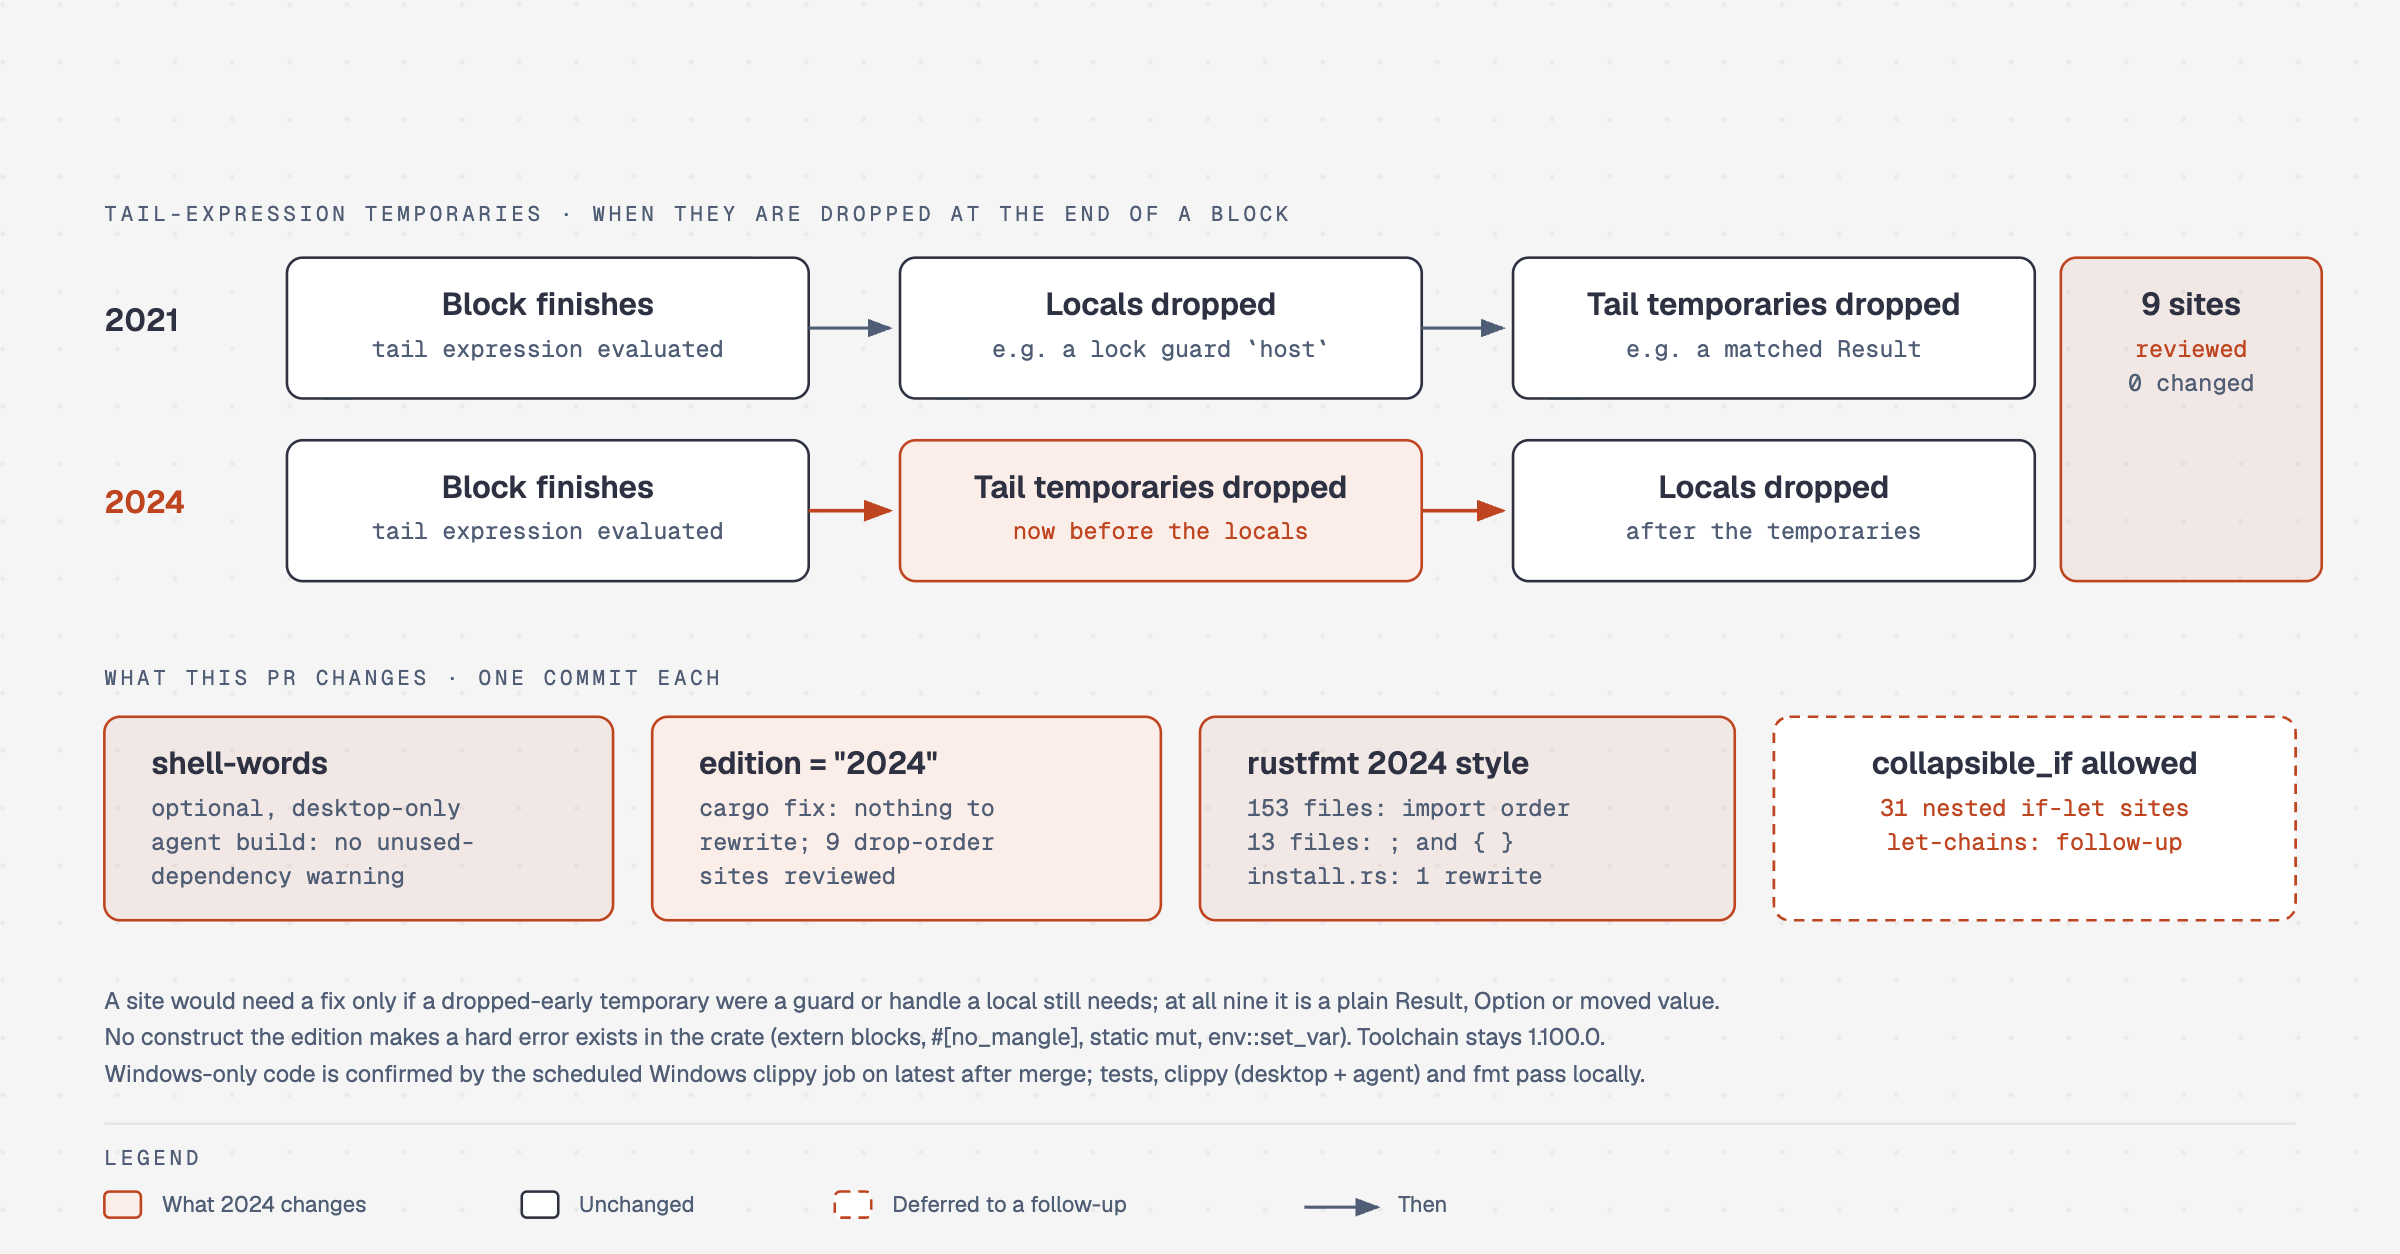 TAIL-EXPRESSION TEMPORARIES · WHEN THEY ARE DROPPED AT THE END OF A BLOCK
2021
Block finishes
tail expression evaluated
Locals dropped
e.g. a lock guard `host`
Tail temporaries dropped
e.g. a matched Result
9 sites
reviewed
0 changed
2024
Block finishes
tail expression evaluated
Tail temporaries dropped
now before the locals
Locals dropped
after the temporaries
WHAT THIS PR CHANGES · ONE COMMIT EACH
shell-words
optional, desktop-only
agent build: no unused-
dependency warning
edition = "2024"
cargo fix: nothing to
rewrite; 9 drop-order
sites reviewed
rustfmt 2024 style
153 files: import order
13 files: ; and { }
install.rs: 1 rewrite
collapsible_if allowed
31 nested if-let sites
let-chains: follow-up
A site would need a fix only if a dropped-early temporary were a guard or handle a local still needs; at all nine it is a plain Result, Option or moved value.
No construct the edition makes a hard error exists in the crate (extern blocks, #[no_mangle], static mut, env::set_var). Toolchain stays 1.100.0.
Windows-only code is confirmed by the scheduled Windows clippy job on latest after merge; tests, clippy (desktop + agent) and fmt pass locally.
LEGEND
What 2024 changes
Unchanged
Deferred to a follow-up
Then